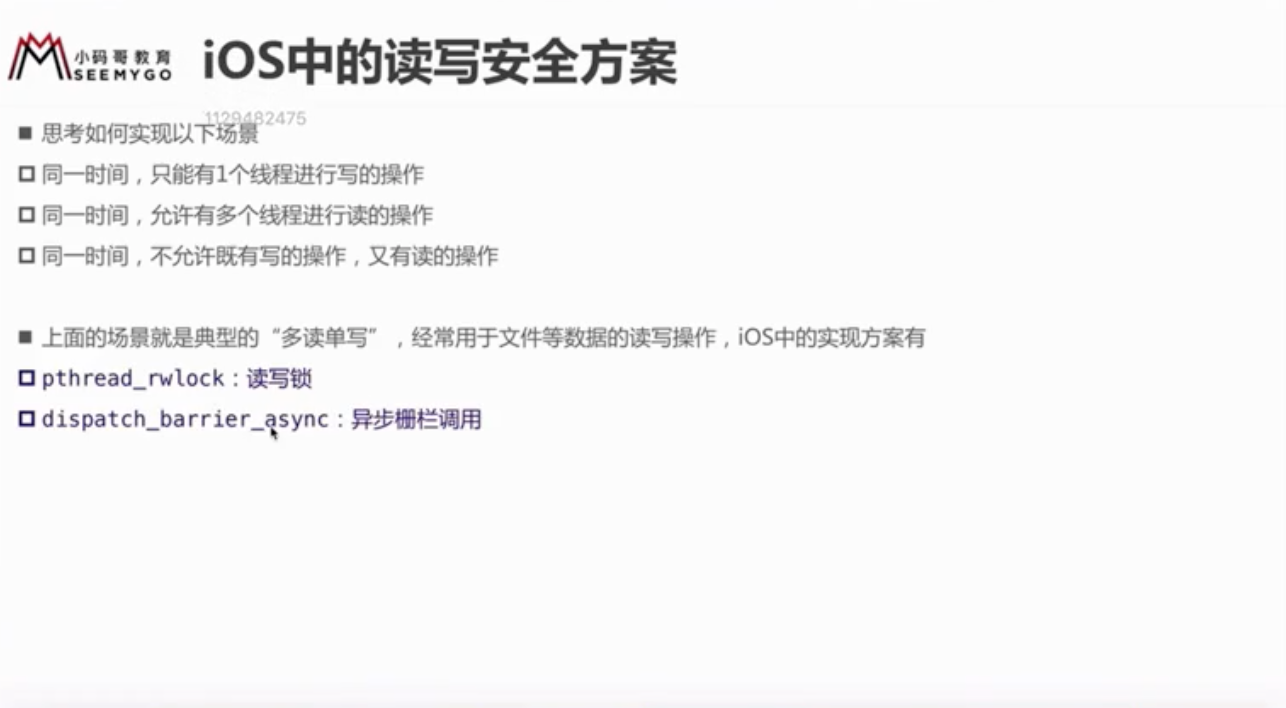 小码哥教育
SEEMYGO
iOS中的读写安全方案
1129482475
思考如何实现以下场景
同一时间，只能有1个线程进行写的操作
同一时间，允许有多个线程进行读的操作
同一时间，不允许既有写的操作，又有读的操作
上面的场景就是典型的“多读单写”，经常用于文件等数据的读写操作，iOS中的实现方案有
pthread_rwlock：读写锁
dispatch_barrier_async：异步栅栏调用